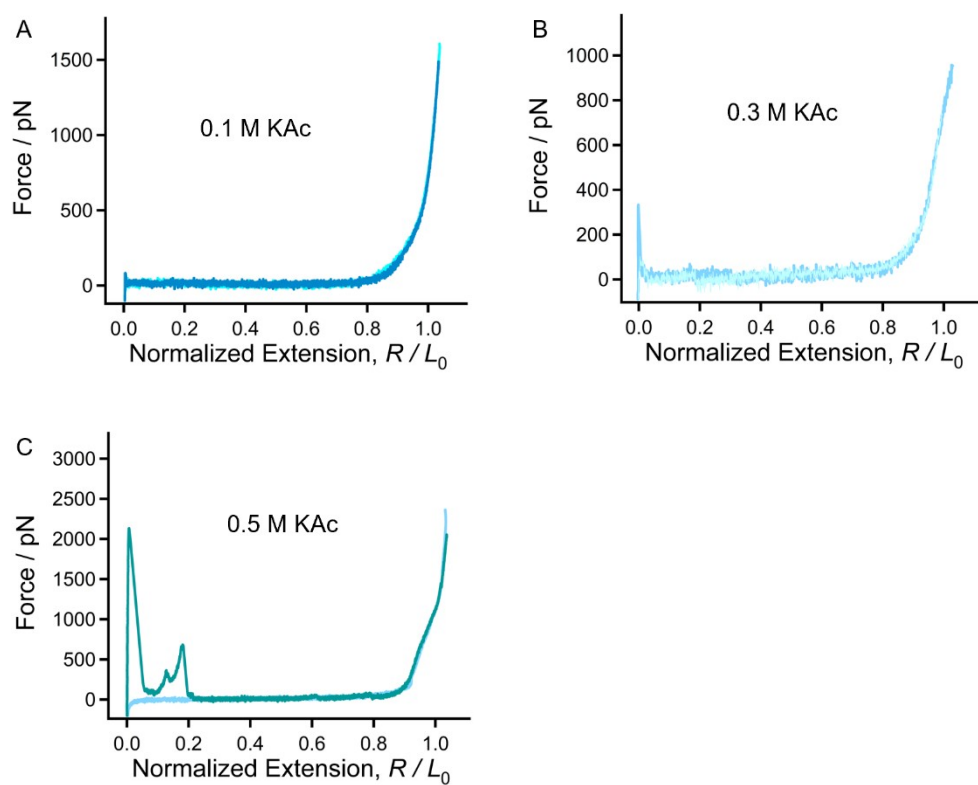 A
Force / pN
1500
1000
500
0
0.1 M KAc
0.0 0.2 0.4 0.6 0.8 1.0
Normalized Extension, R / L0
B
Force / pN
1000
800
600
400
200
0
0.3 M KAc
0.0 0.2 0.4 0.6 0.8 1.0
Normalized Extension, R / L0
C
Force / pN
3000
2500
2000
1500
1000
500
0
0.5 M KAc
0.0 0.2 0.4 0.6 0.8 1.0
Normalized Extension, R / L0